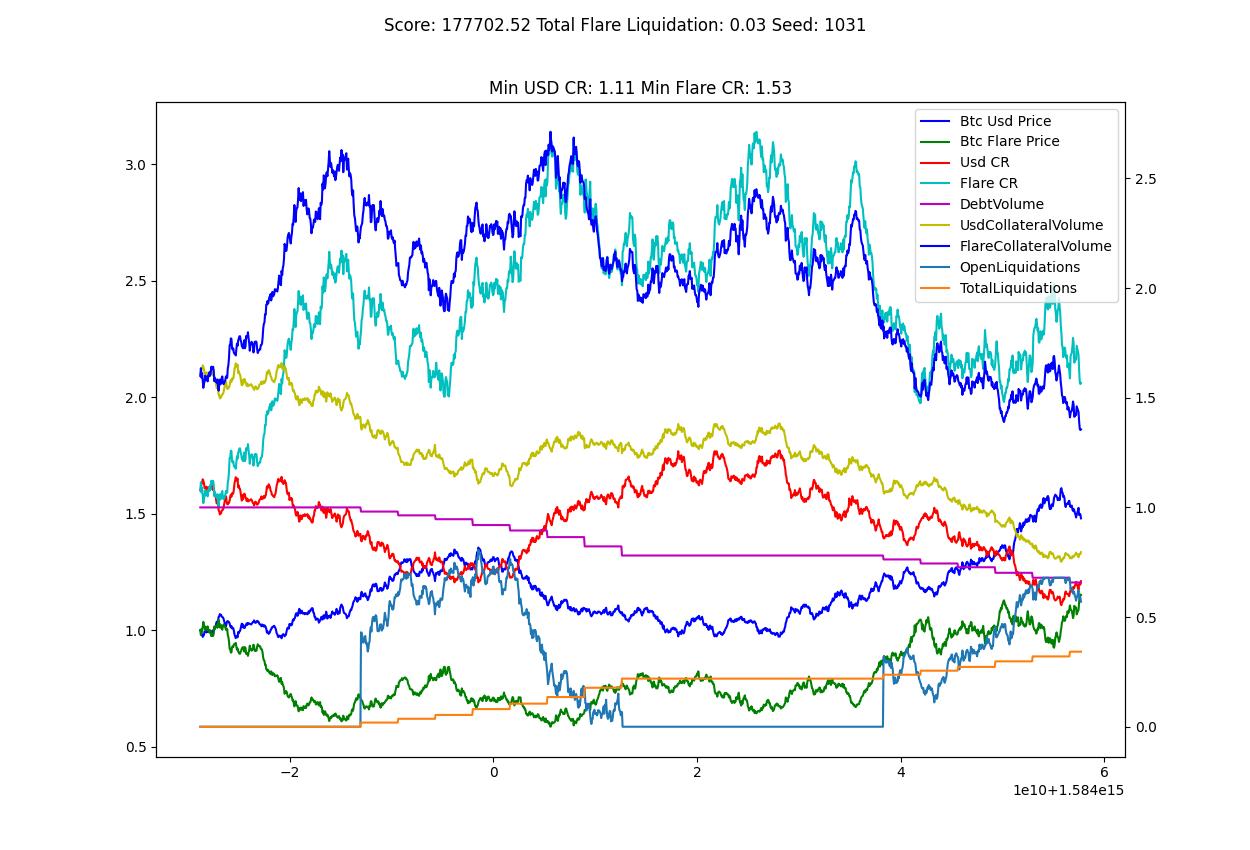 Score: 177702.52 Total Flare Liquidation: 0.03 Seed: 1031
Min USD CR: 1.11 Min Flare CR: 1.53
Btc Usd Price
Btc Flare Price
Usd CR
Flare CR
DebtVolume
UsdCollateralVolume
FlareCollateralVolume
OpenLiquidations
TotalLiquidations
3.0
2.5
2.0
1.5
1.0
0.5
2.5
2.0
1.5
1.0
0.5
0.0
−2 0 2 4 6
1e10+1.584e15